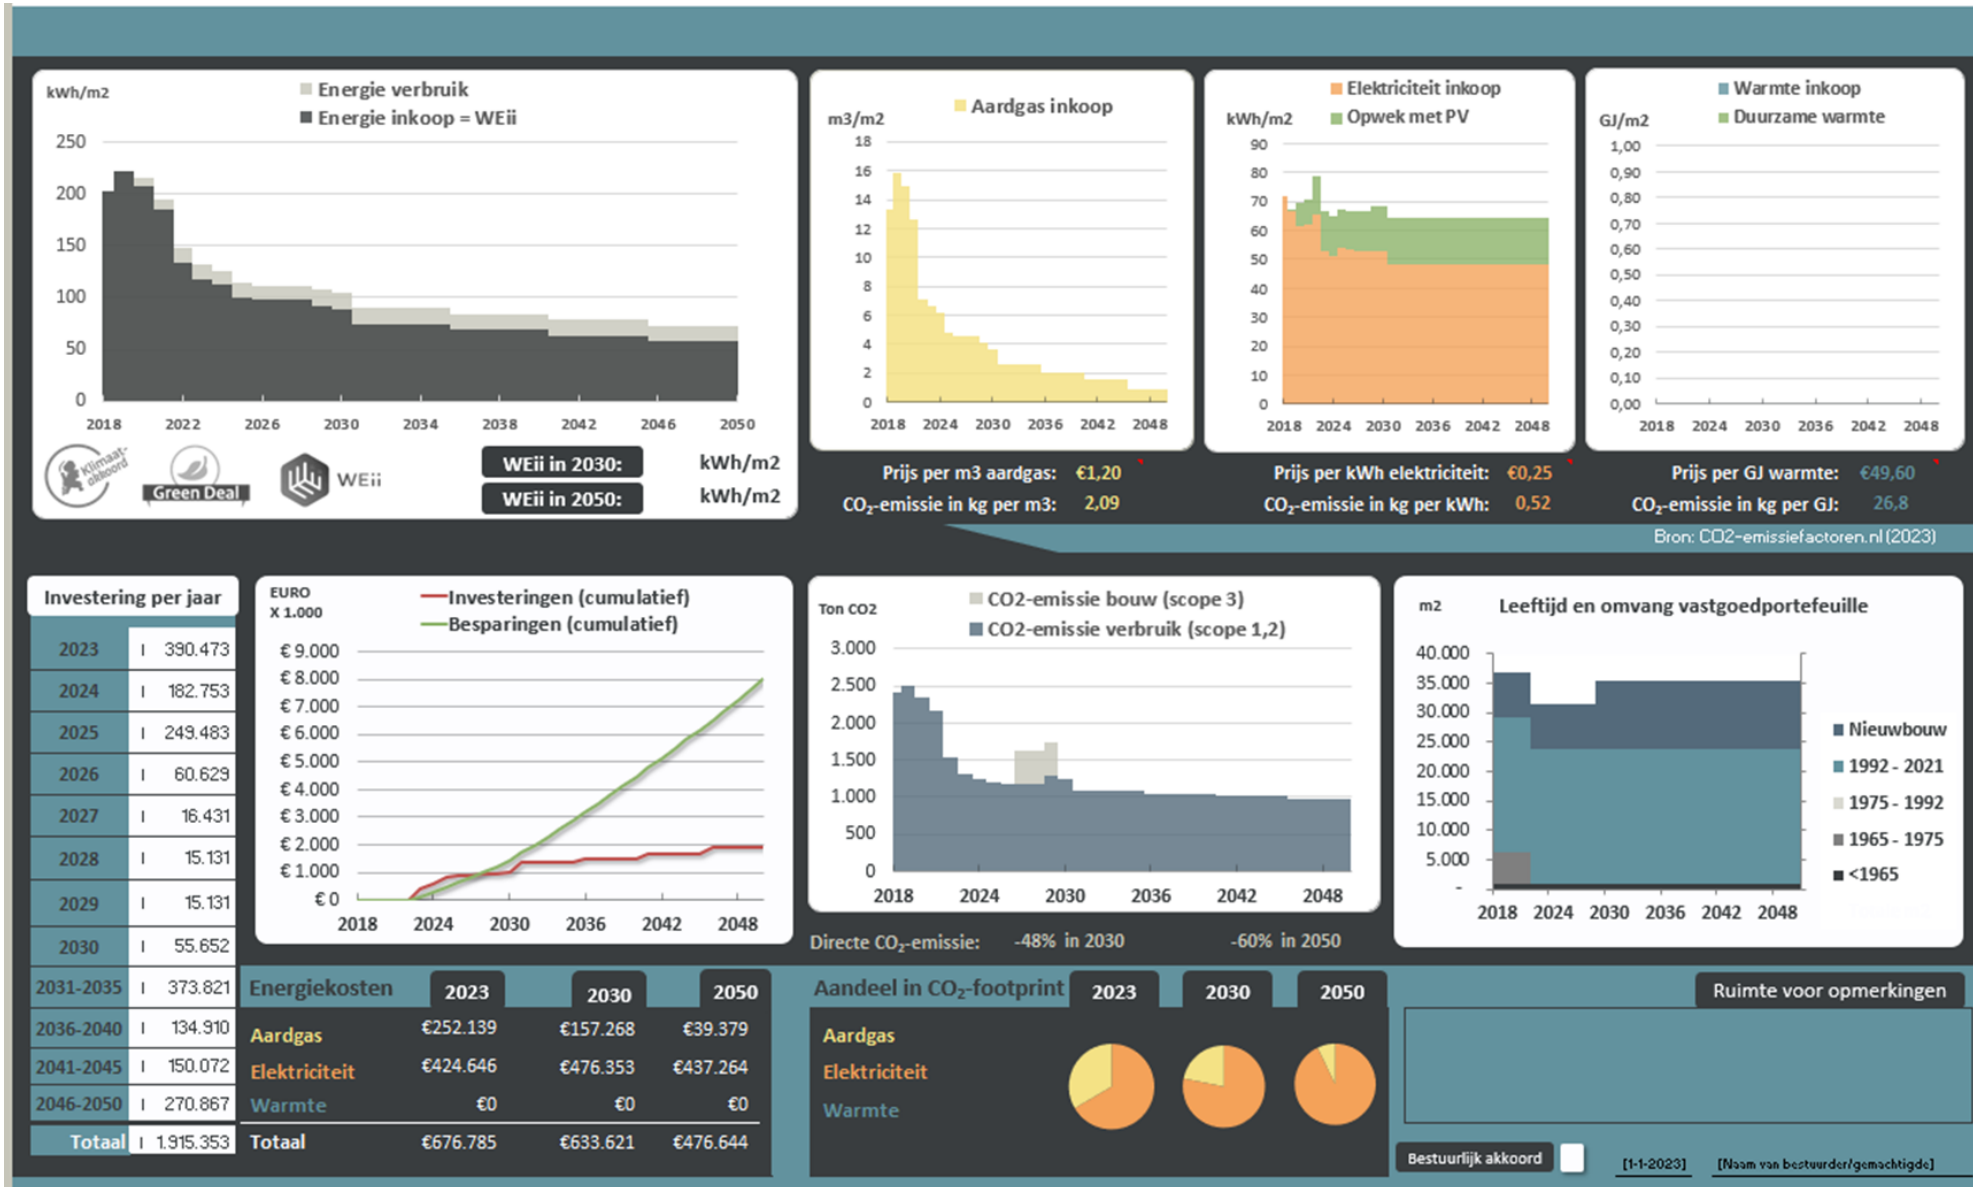 kWh/m2
Energie verbruik
Energie inkoop = WEii
250
200
150
100
50
0
2018 2022 2026 2030 2034 2038 2042 2046 2050
Klimaat-
akkoord
Green Deal
WEii
WEii in 2030: kWh/m2
WEii in 2050: kWh/m2
Aardgas inkoop
m3/m2
18
16
14
12
10
8
6
4
2
0
2018 2024 2030 2036 2042 2048
Prijs per m3 aardgas: €1,20
CO₂-emissie in kg per m3: 2,09
Elektriciteit inkoop
Opwek met PV
kWh/m2
90
80
70
60
50
40
30
20
10
0
2018 2024 2030 2036 2042 2048
Prijs per kWh elektriciteit: €0,25
CO₂-emissie in kg per kWh: 0,52
Warmte inkoop
Duurzame warmte
GJ/m2
1,00
0,90
0,80
0,70
0,60
0,50
0,40
0,30
0,20
0,10
0,00
2018 2024 2030 2036 2042 2048
Prijs per GJ warmte: €49,60
CO₂-emissie in kg per GJ: 26,8
Bron: CO2-emissiefactoren.nl (2023)
Investering per jaar
2023 I 390.473
2024 I 182.753
2025 I 249.483
2026 I 60.629
2027 I 16.431
2028 I 15.131
2029 I 15.131
2030 I 55.652
2031-2035 I 373.821
2036-2040 I 134.910
2041-2045 I 150.072
2046-2050 I 270.867
Totaal I 1.915.353
EURO
X 1.000
Investeringen (cumulatief)
Besparingen (cumulatief)
€ 9.000
€ 8.000
€ 7.000
€ 6.000
€ 5.000
€ 4.000
€ 3.000
€ 2.000
€ 1.000
€ 0
2018 2024 2030 2036 2042 2048
Ton CO2
CO2-emissie bouw (scope 3)
CO2-emissie verbruik (scope 1,2)
3.000
2.500
2.000
1.500
1.000
500
0
2018 2024 2030 2036 2042 2048
Directe CO₂-emissie: -48% in 2030 -60% in 2050
m2
Leeftijd en omvang vastgoedportefeuille
40.000
35.000
30.000
25.000
20.000
15.000
10.000
5.000
-
2018 2024 2030 2036 2042 2048
Nieuwbouw
1992 - 2021
1975 - 1992
1965 - 1975
<1965
Energiekosten 2023 2030 2050
Aardgas €252.139 €157.268 €39.379
Elektriciteit €424.646 €476.353 €437.264
Warmte €0 €0 €0
Totaal €676.785 €633.621 €476.644
Aandeel in CO₂-footprint 2023 2030 2050
Aardgas
Elektriciteit
Warmte
Ruimte voor opmerkingen
Bestuurlijk akkoord
[1-1-2023] [Naam van bestuurder/gemachtigde]